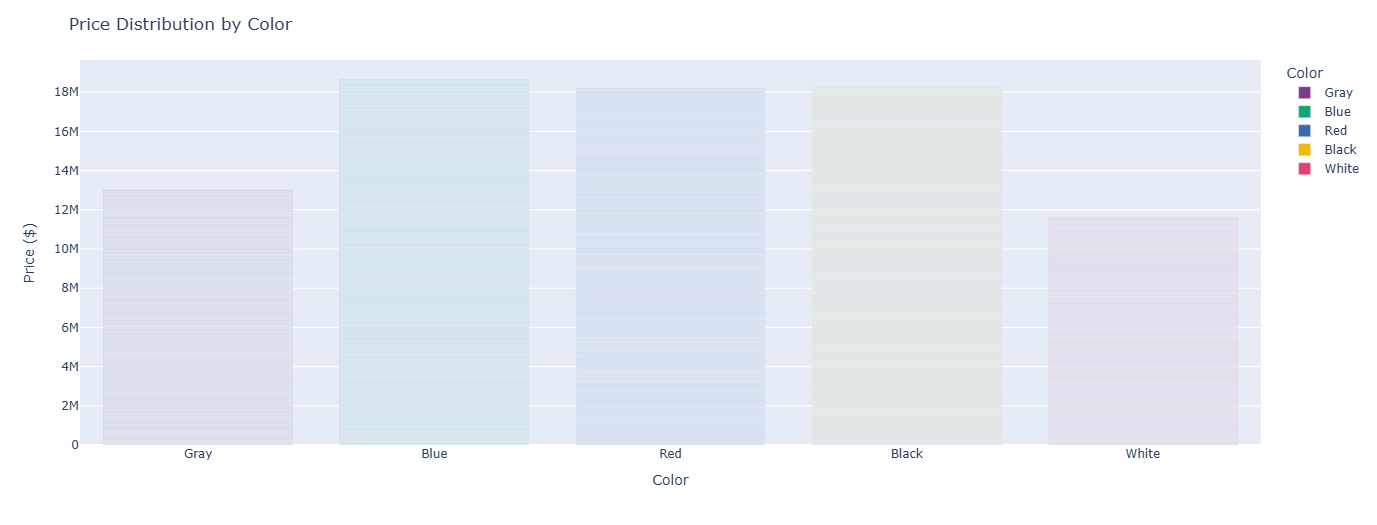 Price Distribution by Color
18M
16M
14M
12M
10M
8M
6M
4M
2M
0
Price ($)
Gray
Blue
Red
Black
White
Color
Color
Gray
Blue
Red
Black
White